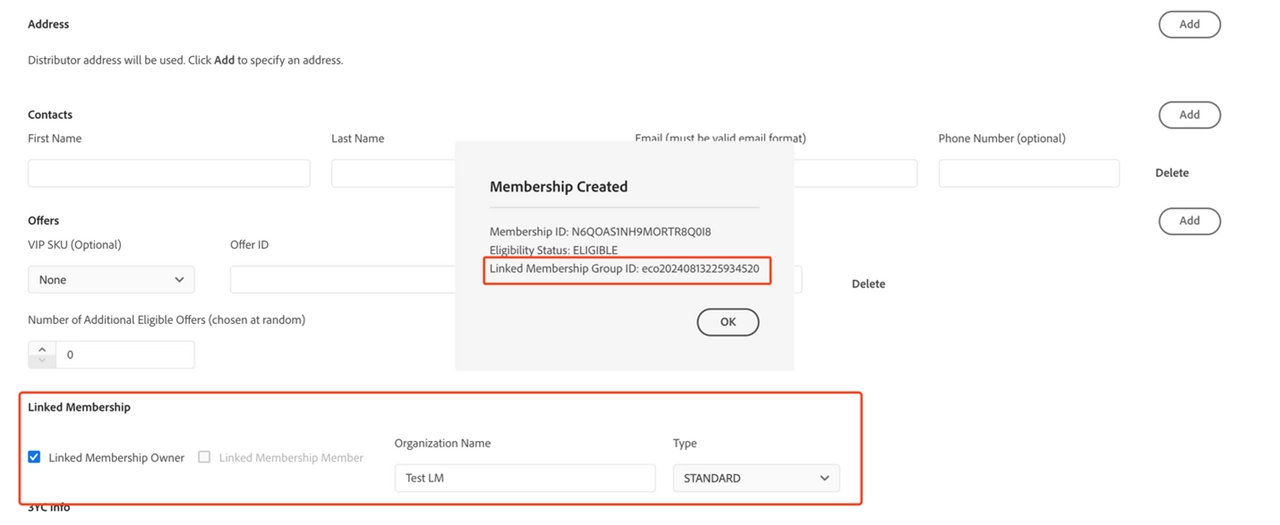 Address
Add
Distributor address will be used. Click Add to specify an address.
Contacts
Add
First Name
Last Name
Email (must be valid email format)
Phone Number (optional)
Delete
Offers
Add
VIP SKU (Optional)
Offer ID
None
Delete
Number of Additional Eligible Offers (chosen at random)
0
Membership Created
Membership ID: N6QOAS1NH9MORTR8Q0I8
Eligibility Status: ELIGIBLE
Linked Membership Group ID: eco20240813225934520
OK
Linked Membership
Linked Membership Owner
Linked Membership Member
Organization Name
Type
Test LM
STANDARD
3YC Info